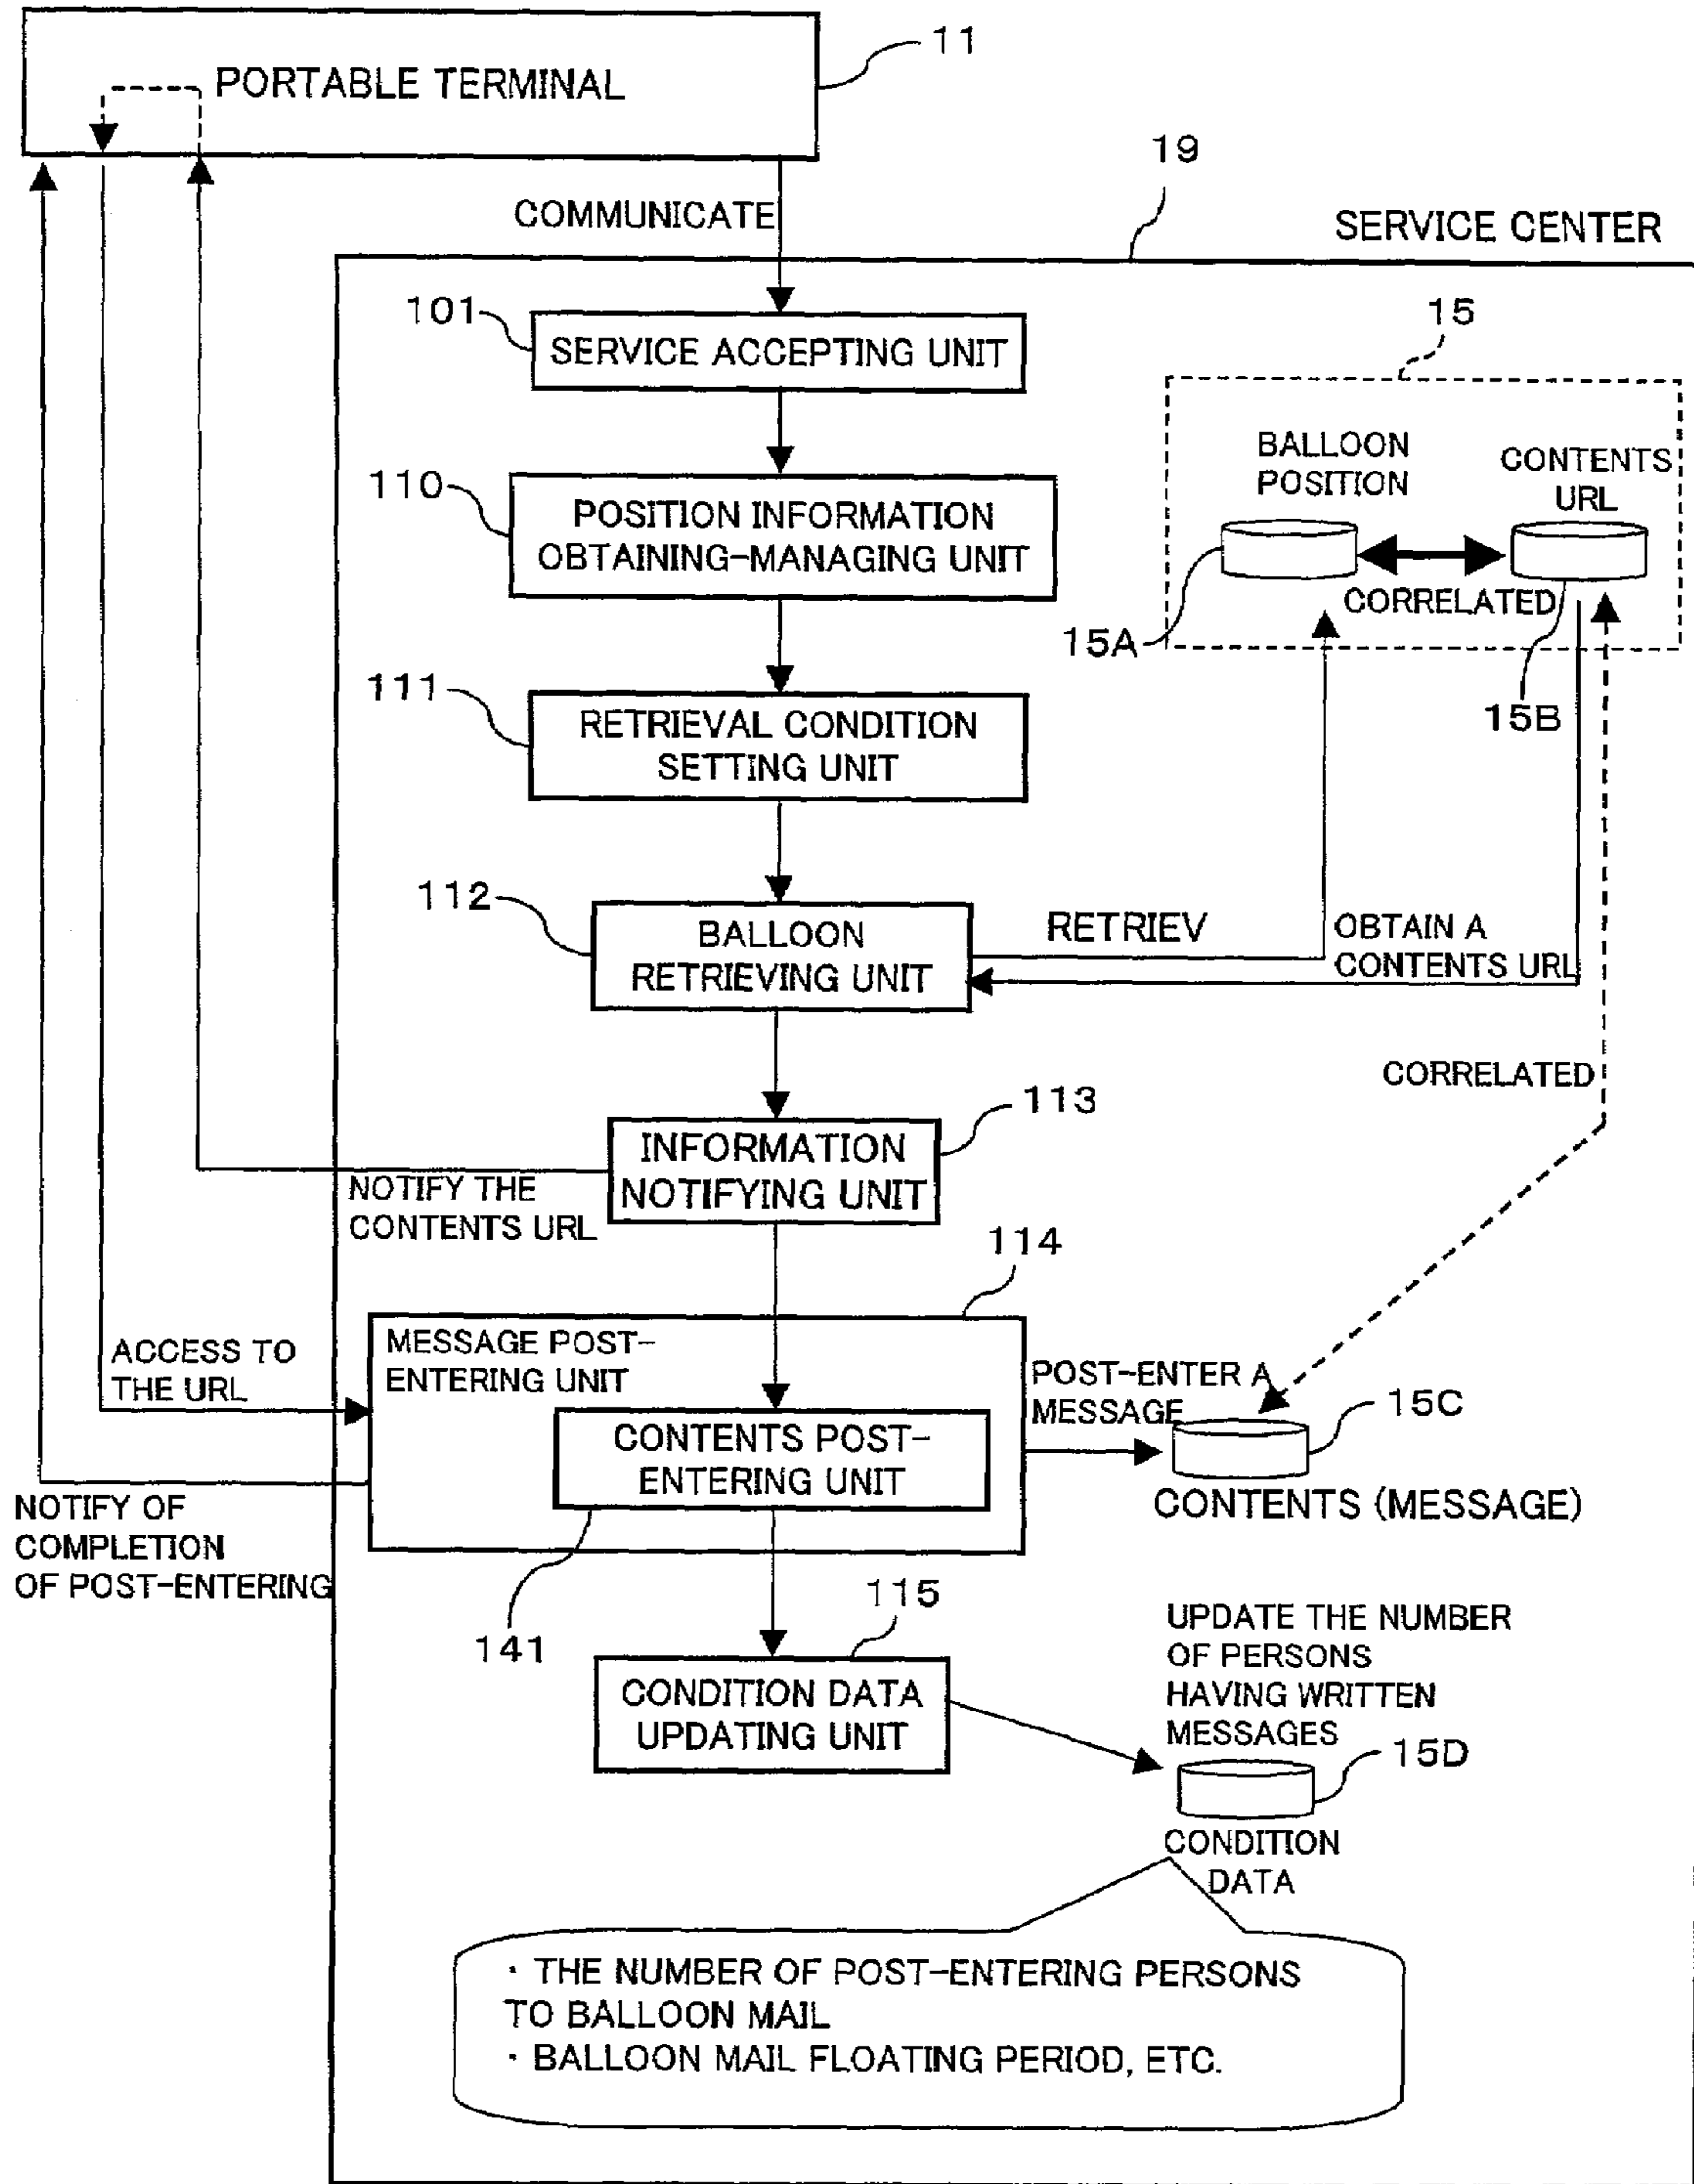 11
PORTABLE TERMINAL
19
COMMUNICATE
SERVICE CENTER
101
SERVICE ACCEPTING UNIT
15
BALLOON
POSITION
CONTENTS
URL
110
POSITION INFORMATION
OBTAINING-MANAGING UNIT
CORRELATED
15A
15B
111
RETRIEVAL CONDITION
SETTING UNIT
112
BALLOON
RETRIEVING UNIT
RETRIEV
OBTAIN A
CONTENTS URL
CORRELATED
113
INFORMATION
NOTIFYING UNIT
NOTIFY THE
CONTENTS URL
114
ACCESS TO
THE URL
MESSAGE POST-
ENTERING UNIT
POST-ENTER A
MESSAGE
15C
CONTENTS POST-
ENTERING UNIT
CONTENTS (MESSAGE)
NOTIFY OF
COMPLETION
OF POST-ENTERING
141
115
UPDATE THE NUMBER
OF PERSONS
HAVING WRITTEN
MESSAGES
CONDITION DATA
UPDATING UNIT
15D
CONDITION
DATA
・THE NUMBER OF POST-ENTERING PERSONS
TO BALLOON MAIL
・BALLOON MAIL FLOATING PERIOD, ETC.